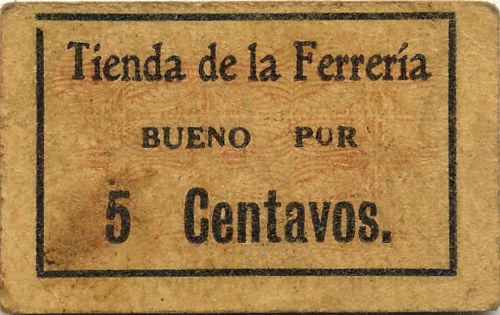 Tienda de la Ferrería
BUENO POR
5 Centavos.